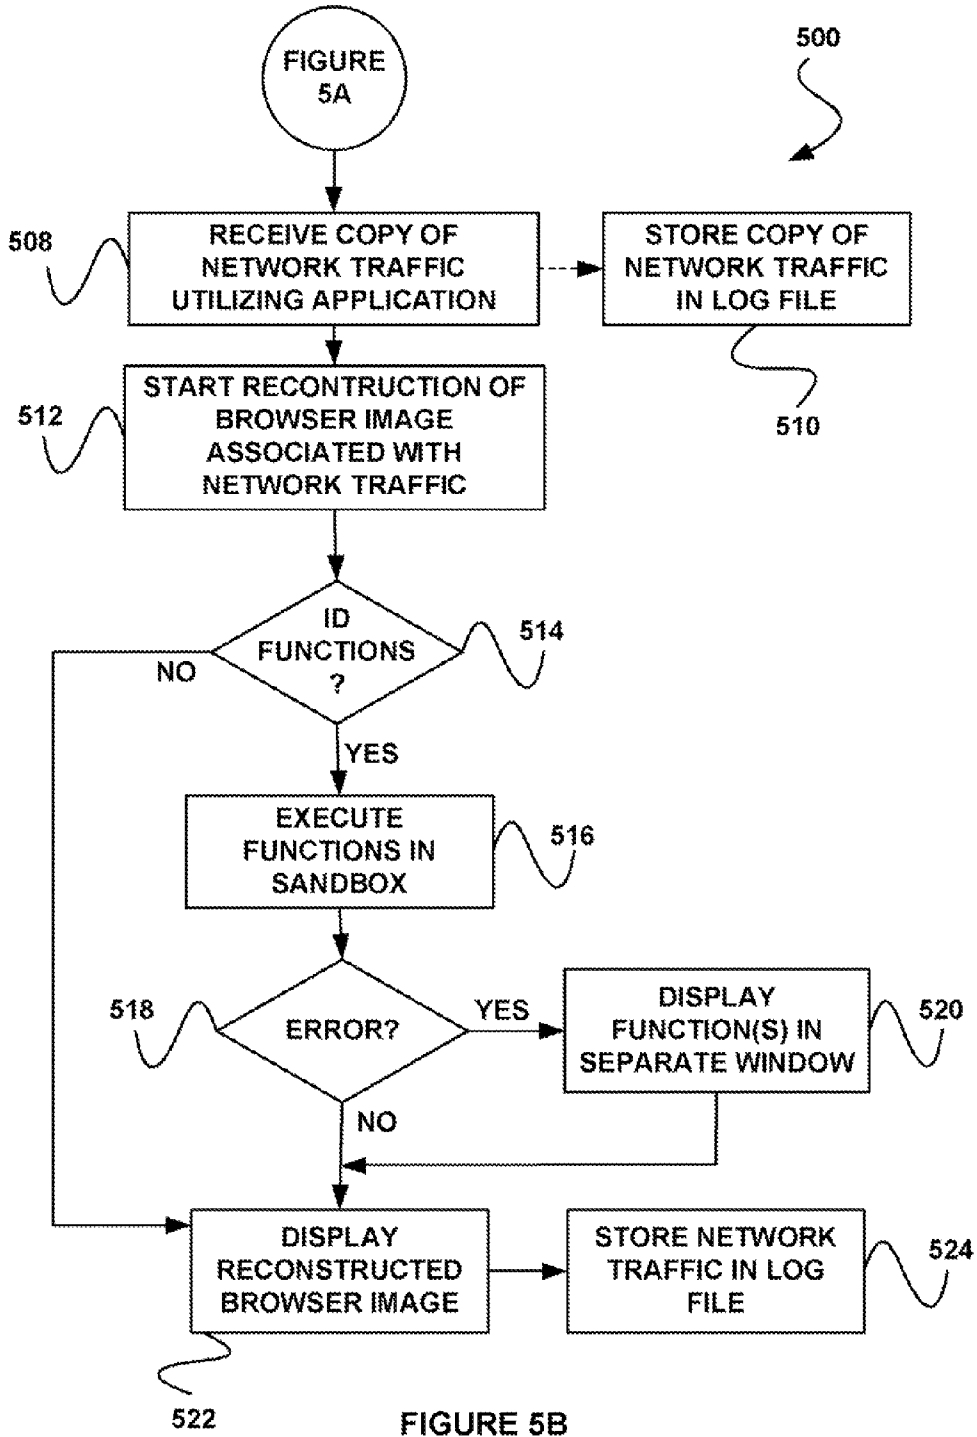 FIGURE
5A
500
508
RECEIVE COPY OF
NETWORK TRAFFIC
UTILIZING APPLICATION
STORE COPY OF
NETWORK TRAFFIC
IN LOG FILE
510
512
START RECONTRUCTION OF
BROWSER IMAGE
ASSOCIATED WITH
NETWORK TRAFFIC
ID
FUNCTIONS
?
514
NO
YES
EXECUTE
FUNCTIONS IN
SANDBOX
516
518
ERROR?
YES
DISPLAY
FUNCTION(S) IN
SEPARATE WINDOW
520
NO
DISPLAY
RECONSTRUCTED
BROWSER IMAGE
STORE NETWORK
TRAFFIC IN LOG
FILE
524
522
FIGURE 5B